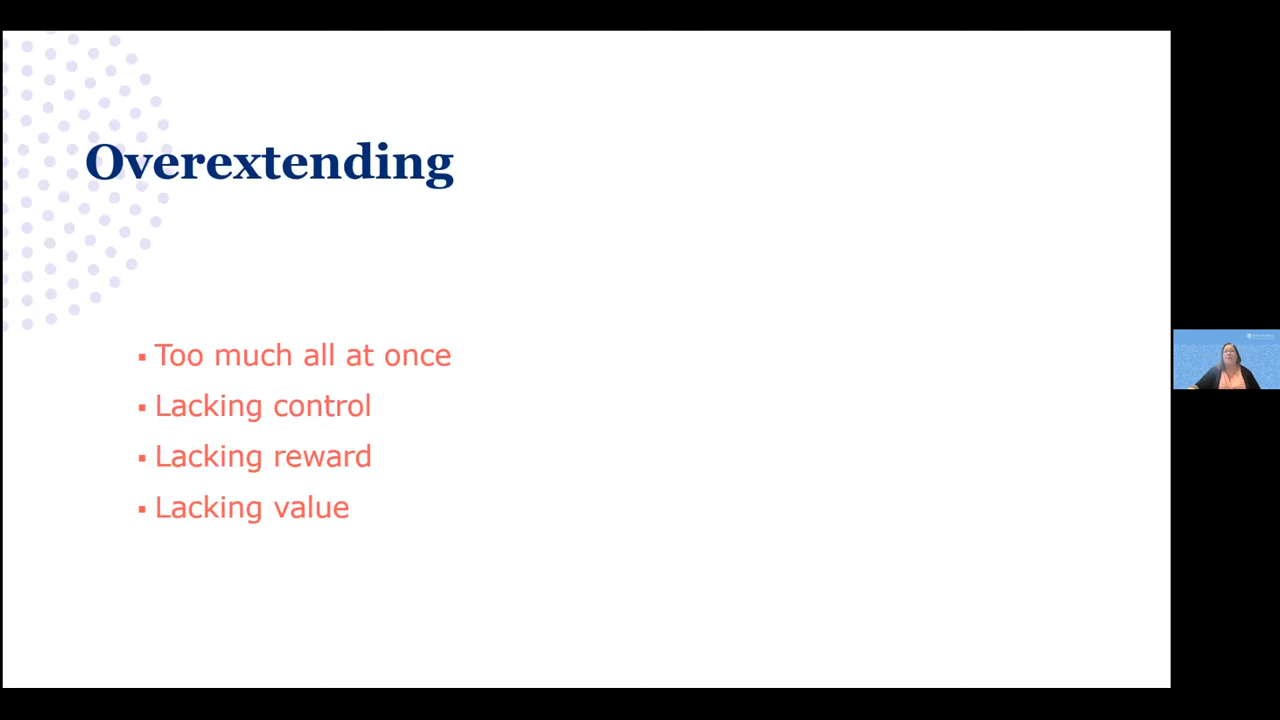 Overextending
▪ Too much all at once
▪ Lacking control
▪ Lacking reward
▪ Lacking value